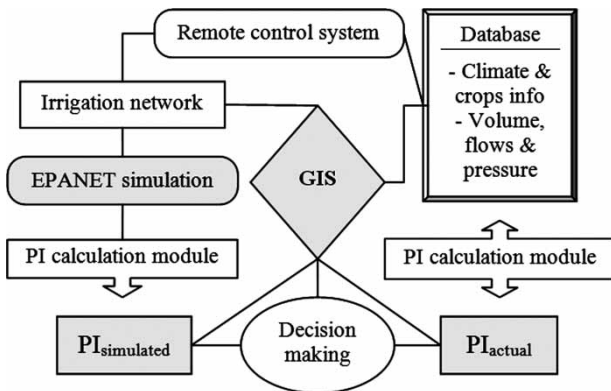 Remote control system
Database
- Climate &
crops info
- Volume,
flows &
pressure
Irrigation network
EPANET simulation
GIS
PI calculation module
PI calculation module
PIsimulated
Decision
making
PIactual